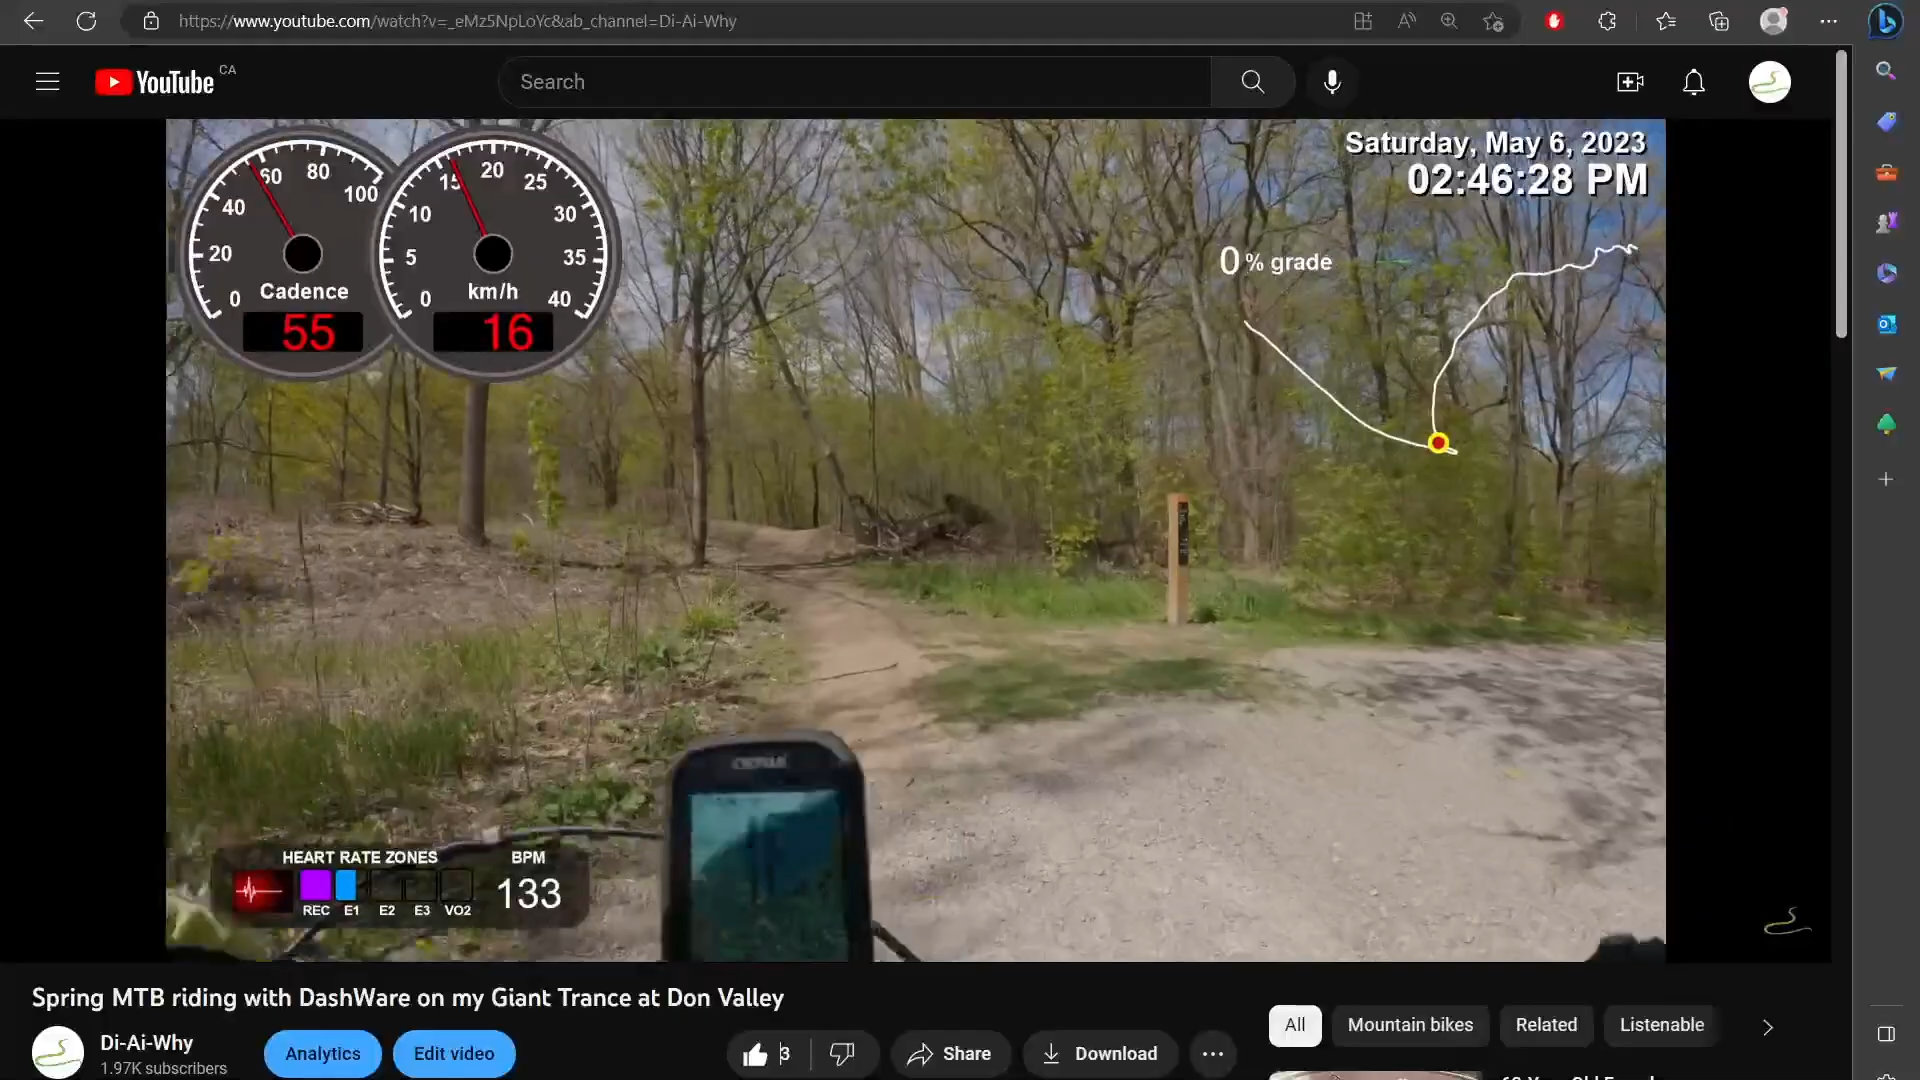 https://www.youtube.com/watch?v=_eMz5NpLoYc&ab_channel=Di-Ai-Why
YouTube CA
Search
Saturday, May 6, 2023
02:46:28 PM
0 % grade
0 20 40 60 80 100
Cadence
55
0 5 10 15 20 25 30 35 40
km/h
16
HEART RATE ZONES
REC E1 E2 E3 VO2
BPM
133
Spring MTB riding with DashWare on my Giant Trance at Don Valley
Di-Ai-Why
1.97K subscribers
Analytics
Edit video
3
Share
Download
All
Mountain bikes
Related
Listenable